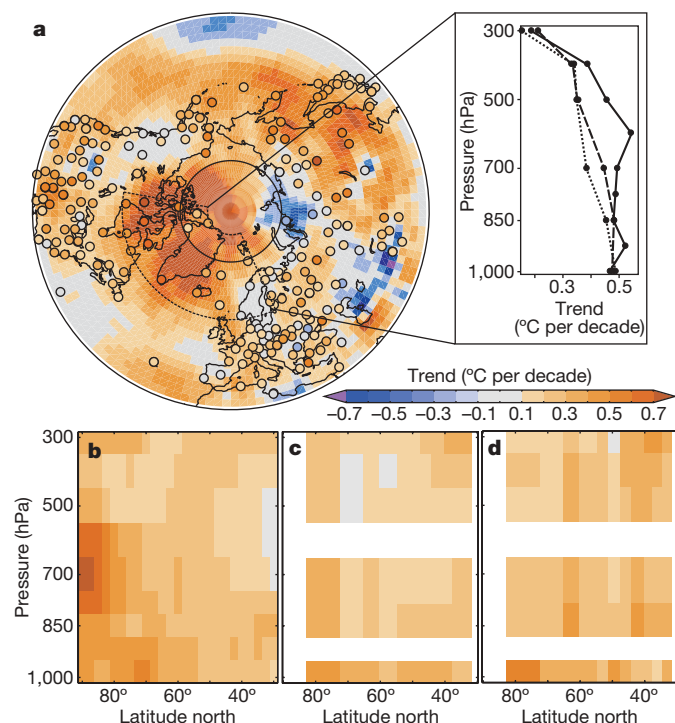 a
300
500
700
850
1,000
Pressure (hPa)
0.3 0.5
Trend
(ºC per decade)
Trend (ºC per decade)
−0.7 −0.5 −0.3 −0.1 0.1 0.3 0.5 0.7
b c d
300
500
700
850
1,000
Pressure (hPa)
80° 60° 40° 80° 60° 40° 80° 60° 40°
Latitude north Latitude north Latitude north